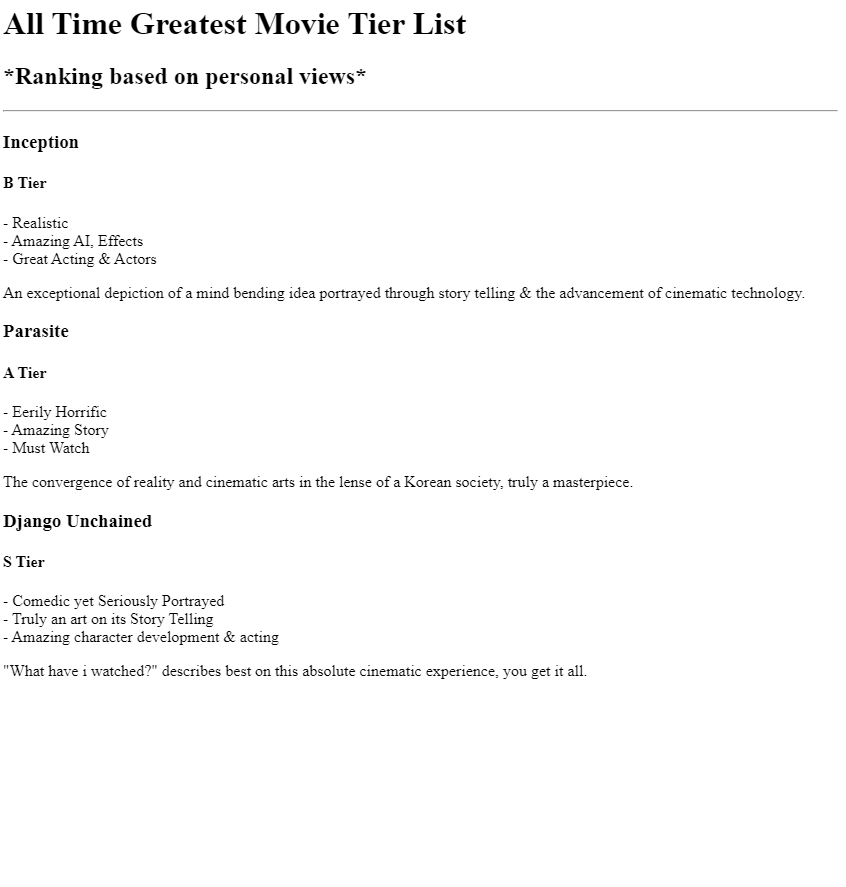 All Time Greatest Movie Tier List
*Ranking based on personal views*
Inception
B Tier
- Realistic
- Amazing AI, Effects
- Great Acting & Actors
An exceptional depiction of a mind bending idea portrayed through story telling & the advancement of cinematic technology.
Parasite
A Tier
- Eerily Horrific
- Amazing Story
- Must Watch
The convergence of reality and cinematic arts in the lense of a Korean society, truly a masterpiece.
Django Unchained
S Tier
- Comedic yet Seriously Portrayed
- Truly an art on its Story Telling
- Amazing character development & acting
"What have i watched?" describes best on this absolute cinematic experience, you get it all.